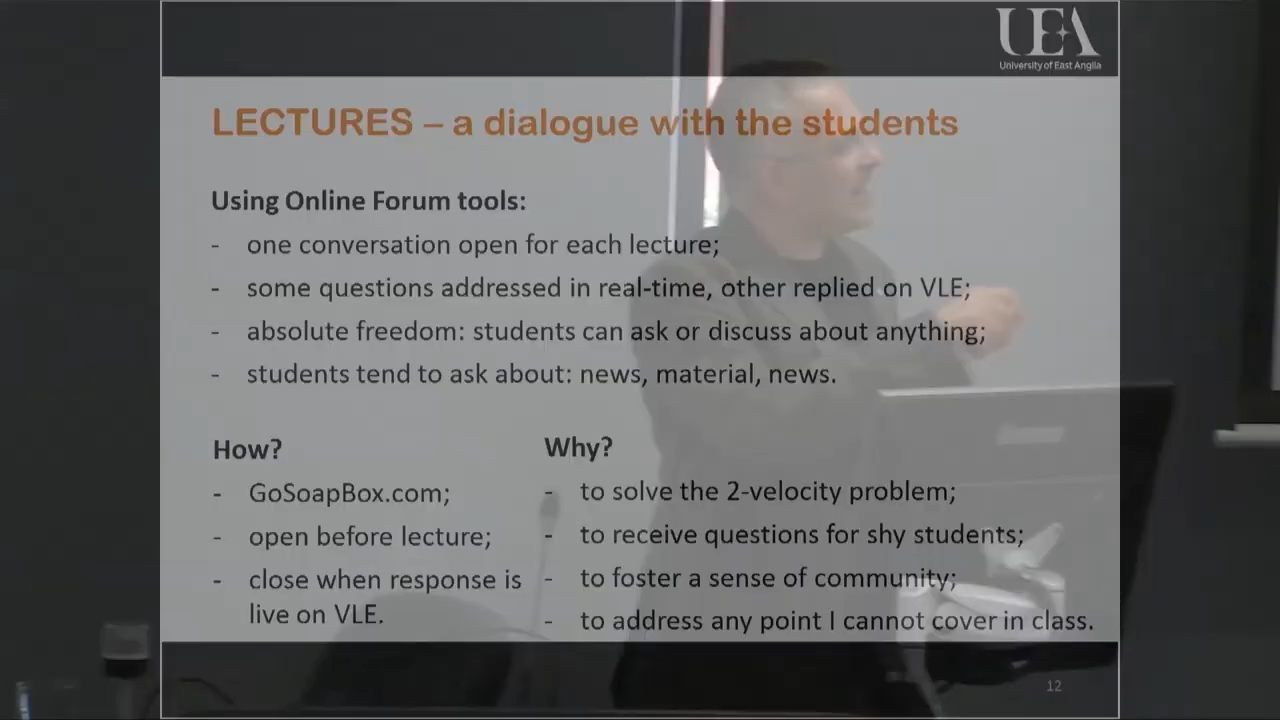 UEA
University of East Anglia
LECTURES – a dialogue with the students
Using Online Forum tools:
- one conversation open for each lecture;
- some questions addressed in real-time, other replied on VLE;
- absolute freedom: students can ask or discuss about anything;
- students tend to ask about: news, material, news.
How?
- GoSoapBox.com;
- open before lecture;
- close when response is
live on VLE.
Why?
- to solve the 2-velocity problem;
- to receive questions for shy students;
- to foster a sense of community;
- to address any point I cannot cover in class.
12